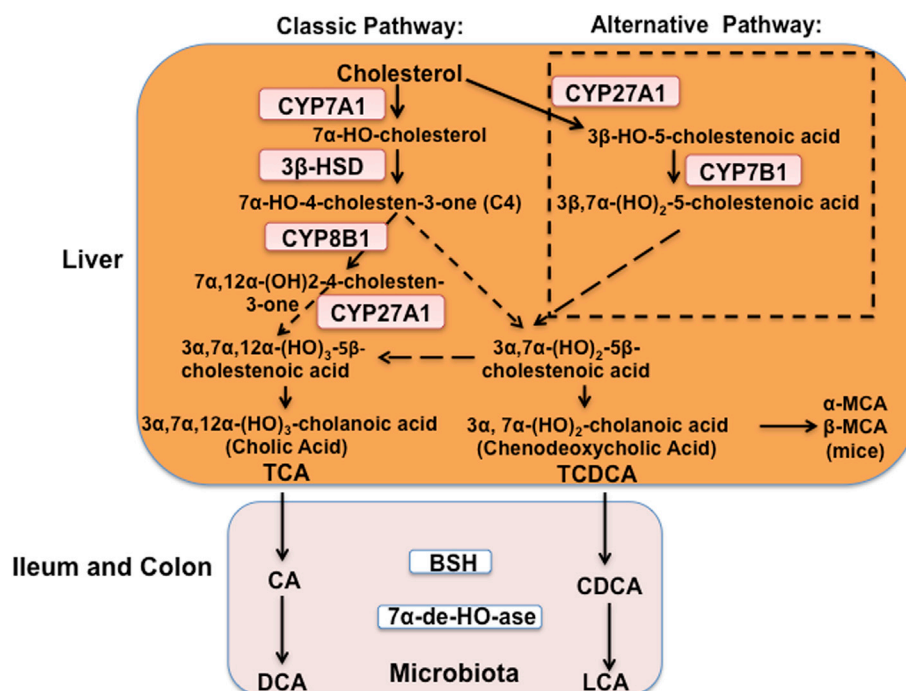 Classic Pathway:
Alternative Pathway:
Cholesterol
CYP7A1
CYP27A1
7α-HO-cholesterol
3β-HO-5-cholestenoic acid
3β-HSD
CYP7B1
7α-HO-4-cholesten-3-one (C4)
3β,7α-(HO)₂-5-cholestenoic acid
CYP8B1
Liver
7α,12α-(OH)2-4-cholesten-
3-one
CYP27A1
3α,7α,12α-(HO)₃-5β-
cholestenoic acid
3α,7α-(HO)₂-5β-
cholestenoic acid
3α,7α,12α-(HO)₃-cholanoic acid
(Cholic Acid)
TCA
3α, 7α-(HO)₂-cholanoic acid
(Chenodeoxycholic Acid)
TCDCA
α-MCA
β-MCA
(mice)
Ileum and Colon
BSH
CA
CDCA
7α-de-HO-ase
Microbiota
DCA
LCA